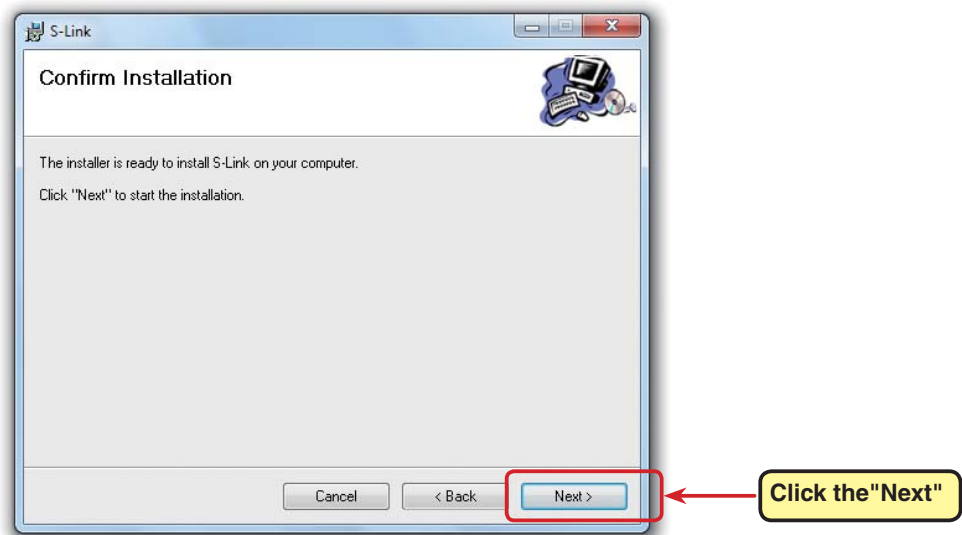 S-Link
Confirm Installation
The installer is ready to install S-Link on your computer.
Click "Next" to start the installation.
Cancel
< Back
Next >
Click the"Next"